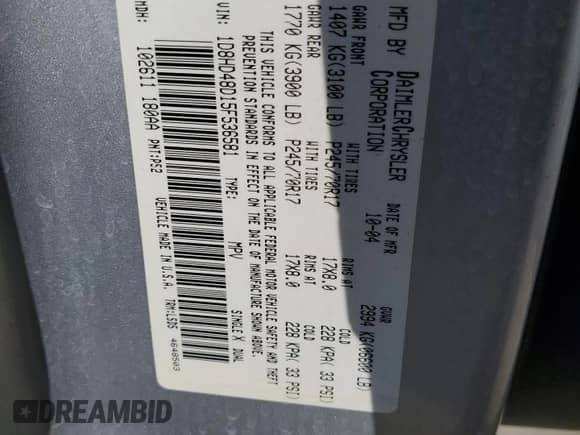 MFD BY DAIMLERCHRYSLER CORPORATION
DATE OF MFR 10-04
GVWR 2994 KG(06600 LB)
GAWR FRONT 1407 KG(3100 LB)
WITH TIRES P245/70R17
RIMS AT 17X8.0
COLD 228 KPA( 33 PSI)
GAWR REAR 1770 KG(3900 LB)
WITH TIRES P245/70R17
RIMS AT 17X8.0
COLD 228 KPA( 33 PSI)
THIS VEHICLE CONFORMS TO ALL APPLICABLE FEDERAL MOTOR VEHICLE SAFETY AND THEFT
PREVENTION STANDARDS IN EFFECT ON THE DATE OF MANUFACTURE SHOWN ABOVE.
1D8HD48D15F536581 TYPE: MPV SINGLE X DUAL
MDH: 102611 180AA PNT:PS2 VEHICLE MADE IN U.S.A. TRM:L5DS 4648503
DREAMBID